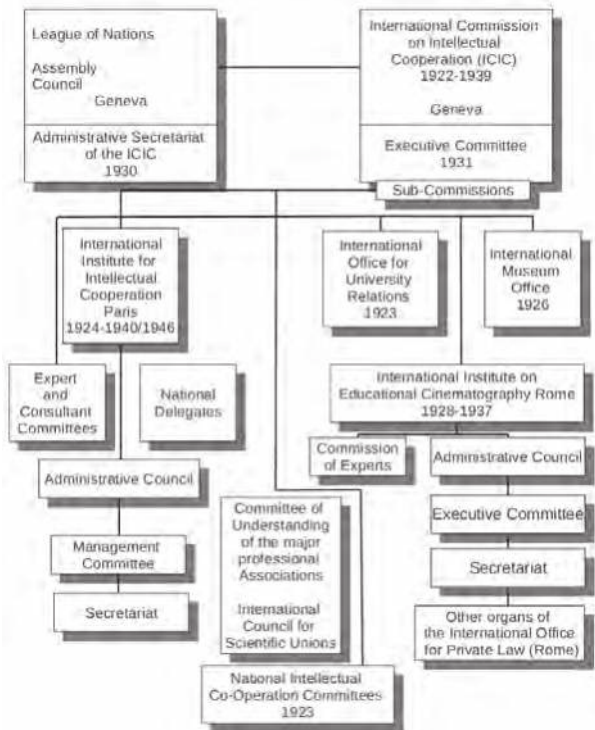 League of Nations
Assembly
Council
Geneva
Administrative Secretariat
of the ICIC
1930
International Commission
on Intellectual
Cooperation (ICIC)
1922-1939
Geneva
Executive Committee
1931
Sub-Commissions
International
Institute for
Intellectual
Cooperation
Paris
1924-1940/1946
International
Office for
University
Relations
1923
International
Museum
Office
1926
Expert
and
Consultant
Committees
National
Delegates
International Institute on
Educational Cinematography Rome
1928-1937
Commission
of Experts
Administrative Council
Administrative Council
Executive Committee
Committee of
Understanding
of the major
professional
Associations
International
Council for
Scientific Unions
Management
Committee
Secretariat
Secretariat
Other organs of
the International Office
for Private Law (Rome)
National Intellectual
Co-Operation Committees
1923